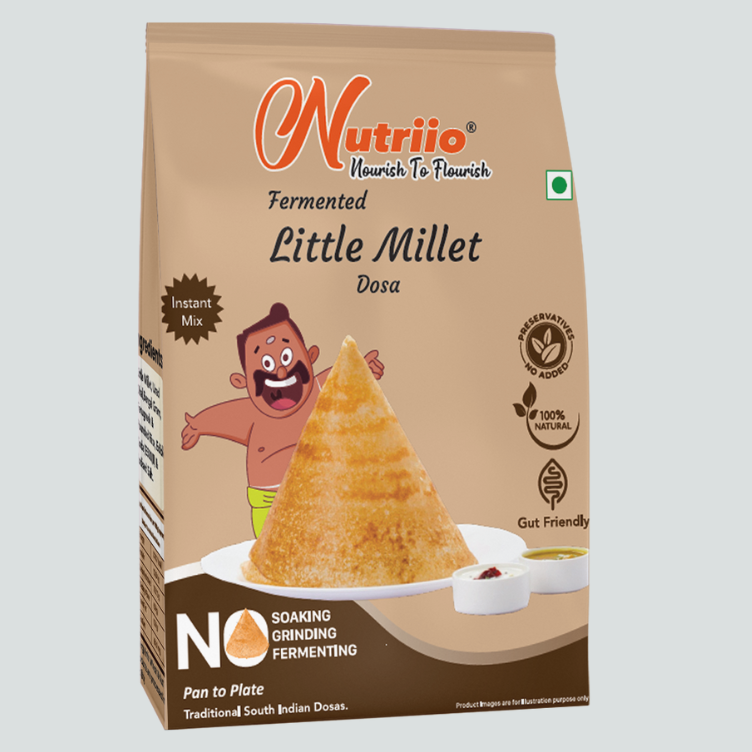 Nutriio®
Nourish To Flourish
Fermented
Little Millet
Dosa
Instant
Mix
PRESERVATIVES
NO ADDED
100%
NATURAL
Gut Friendly
NO
SOAKING
GRINDING
FERMENTING
Pan to Plate
Traditional South Indian Dosas.
Product Images are for Illustration purpose only